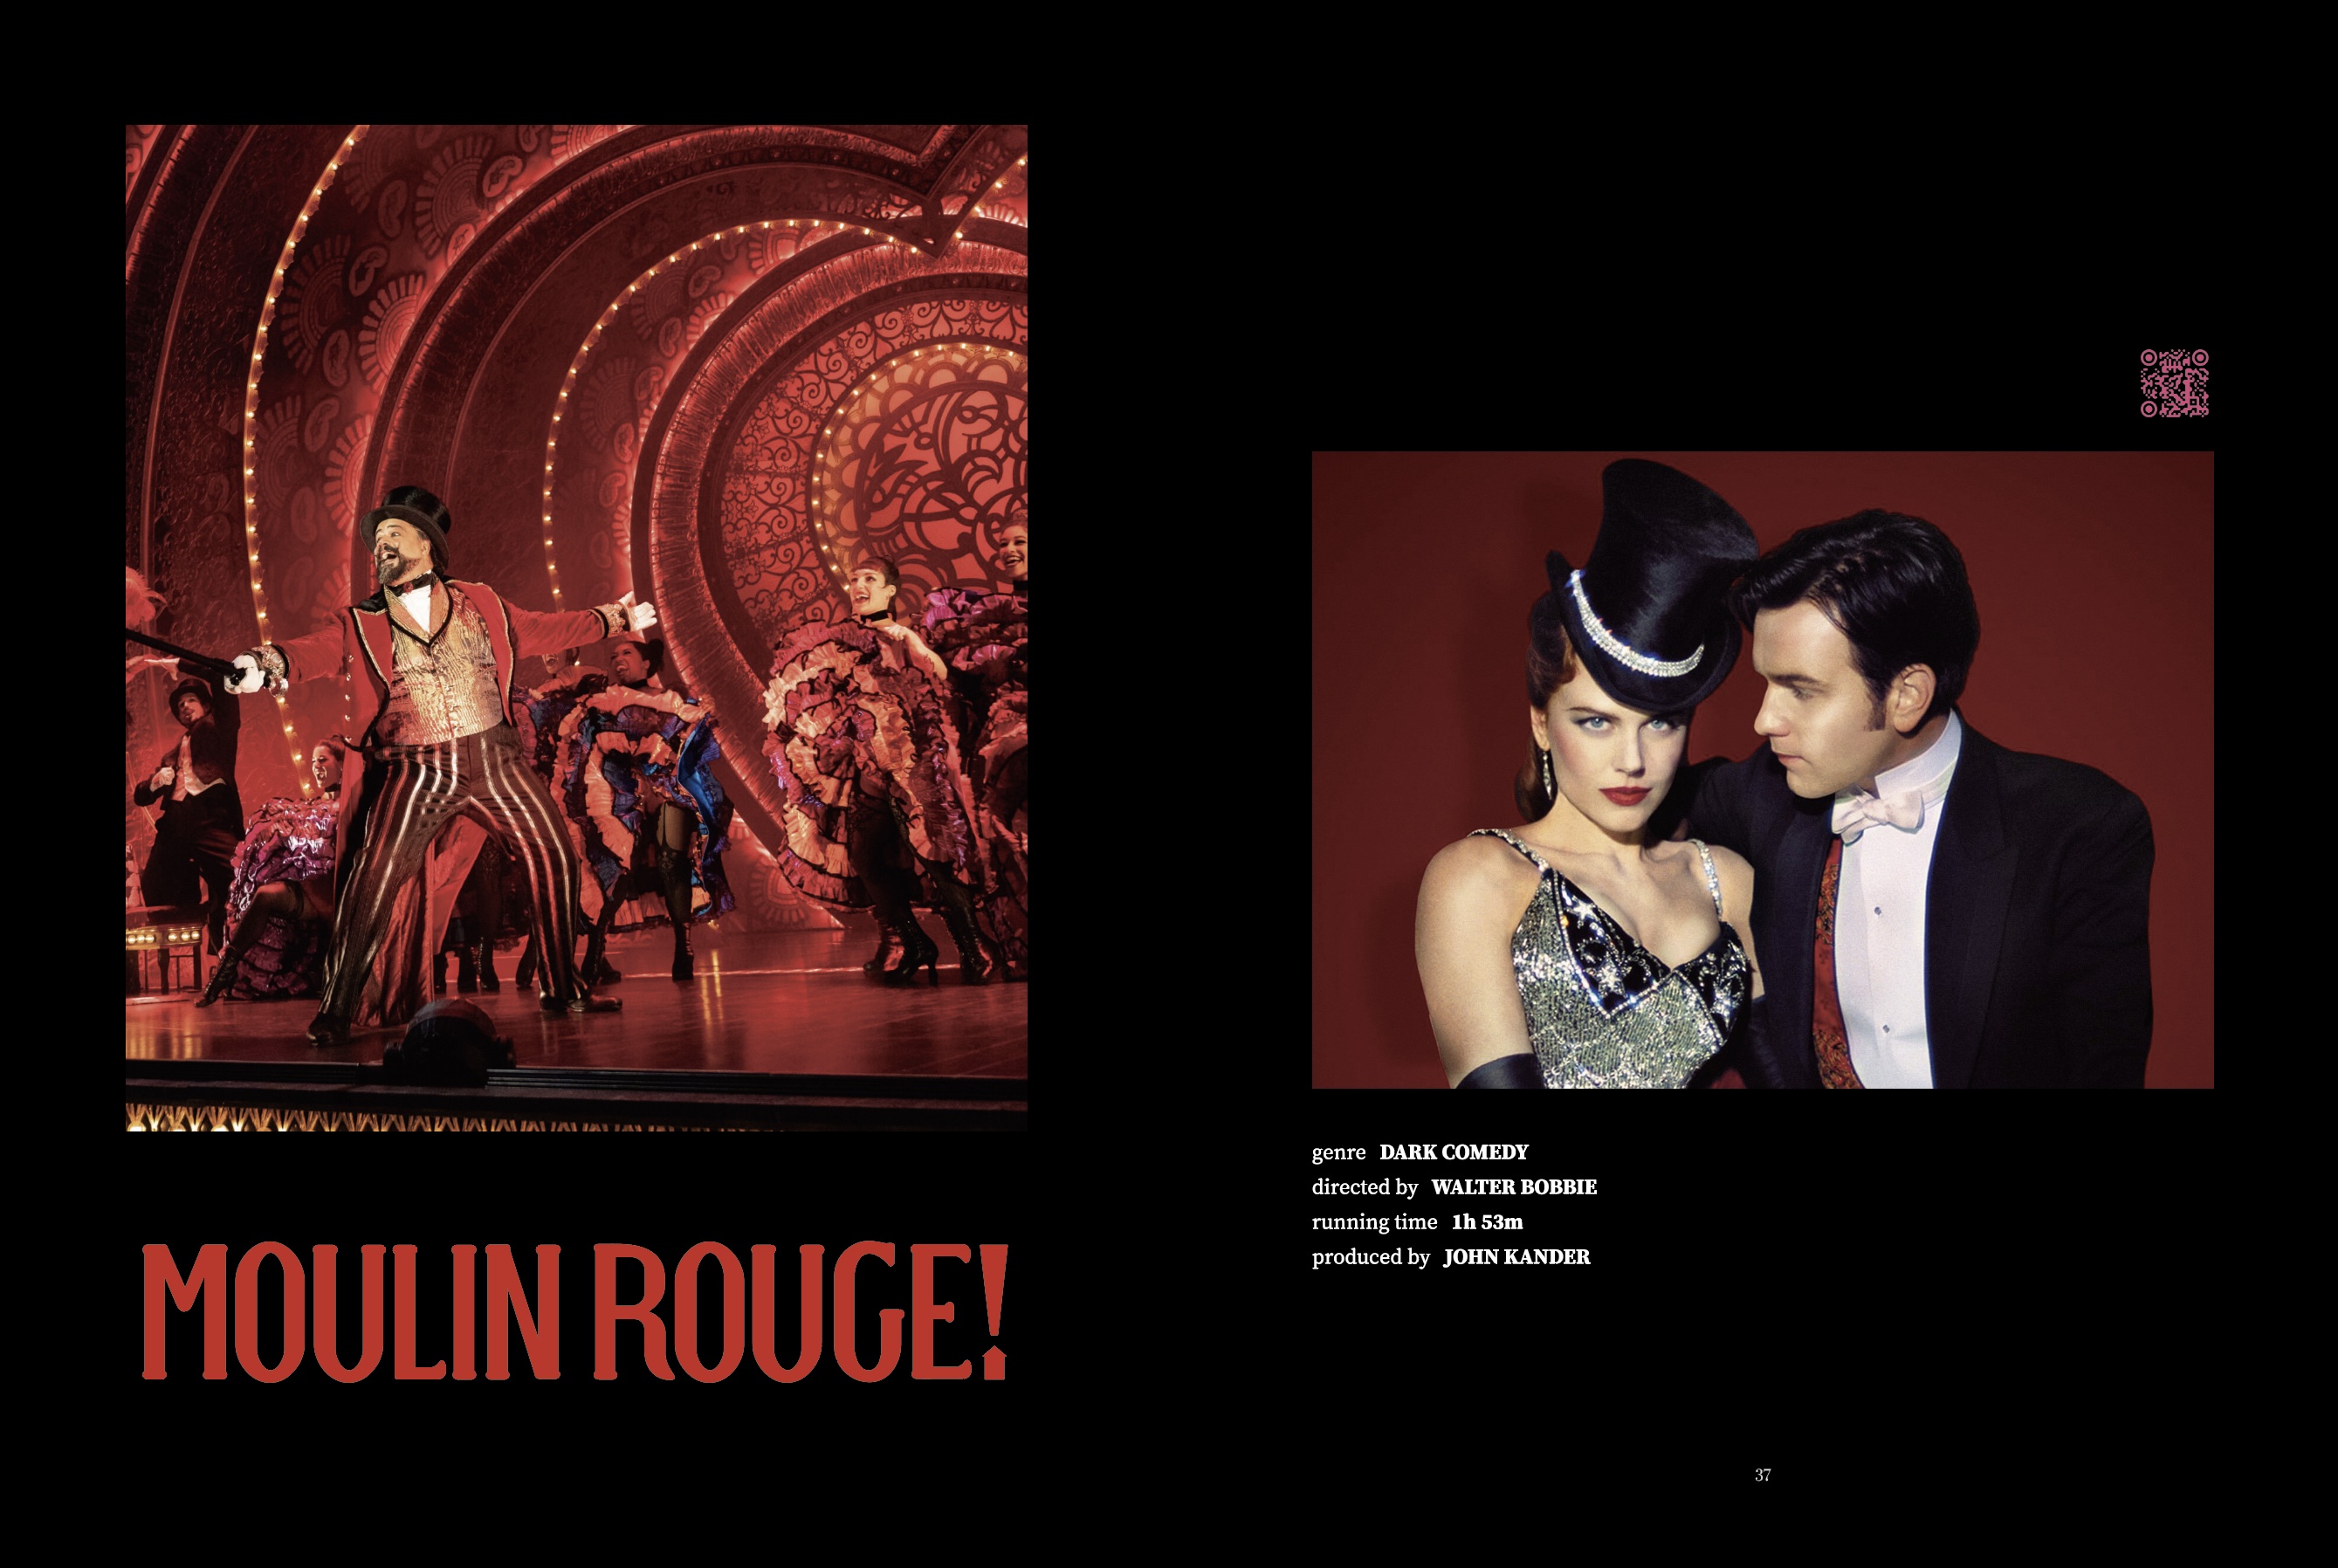 MOULIN ROUGE!
genre DARK COMEDY
directed by WALTER BOBBIE
running time 1h 53m
produced by JOHN KANDER
37